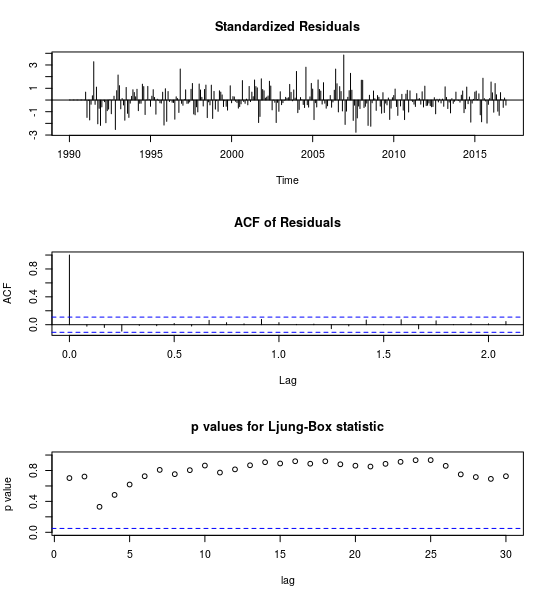 Standardized Residuals
3
1
-1
-3
1990 1995 2000 2005 2010 2015
Time
ACF of Residuals
ACF
0.8
0.4
0.0
0.0 0.5 1.0 1.5 2.0
Lag
p values for Ljung-Box statistic
p value
0.8
0.4
0.0
0 5 10 15 20 25 30
lag